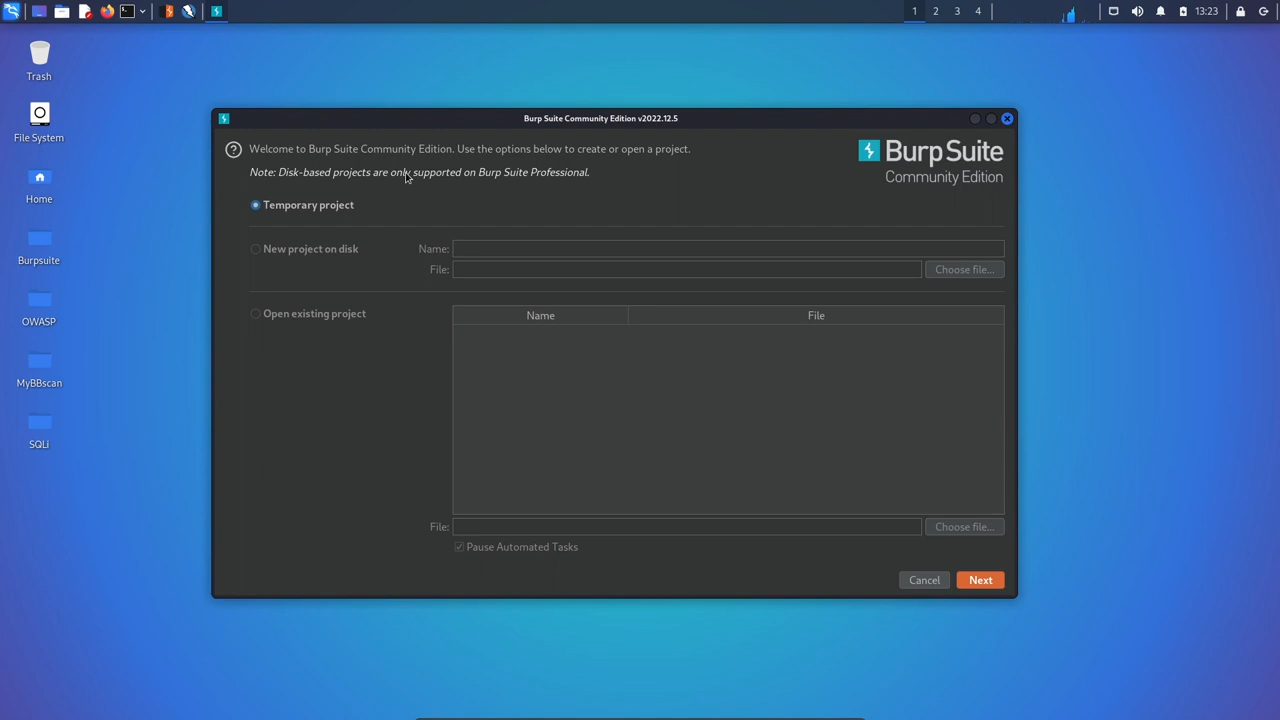 1 2 3 4 13:23
Trash
File System
Home
Burpsuite
OWASP
MyBBscan
SQLi
Burp Suite Community Edition v2022.12.5
Welcome to Burp Suite Community Edition. Use the options below to create or open a project.
Note: Disk-based projects are only supported on Burp Suite Professional.
Burp Suite
Community Edition
Temporary project
New project on disk Name:
File: Choose file...
Open existing project Name File
File: Choose file...
Pause Automated Tasks
Cancel Next